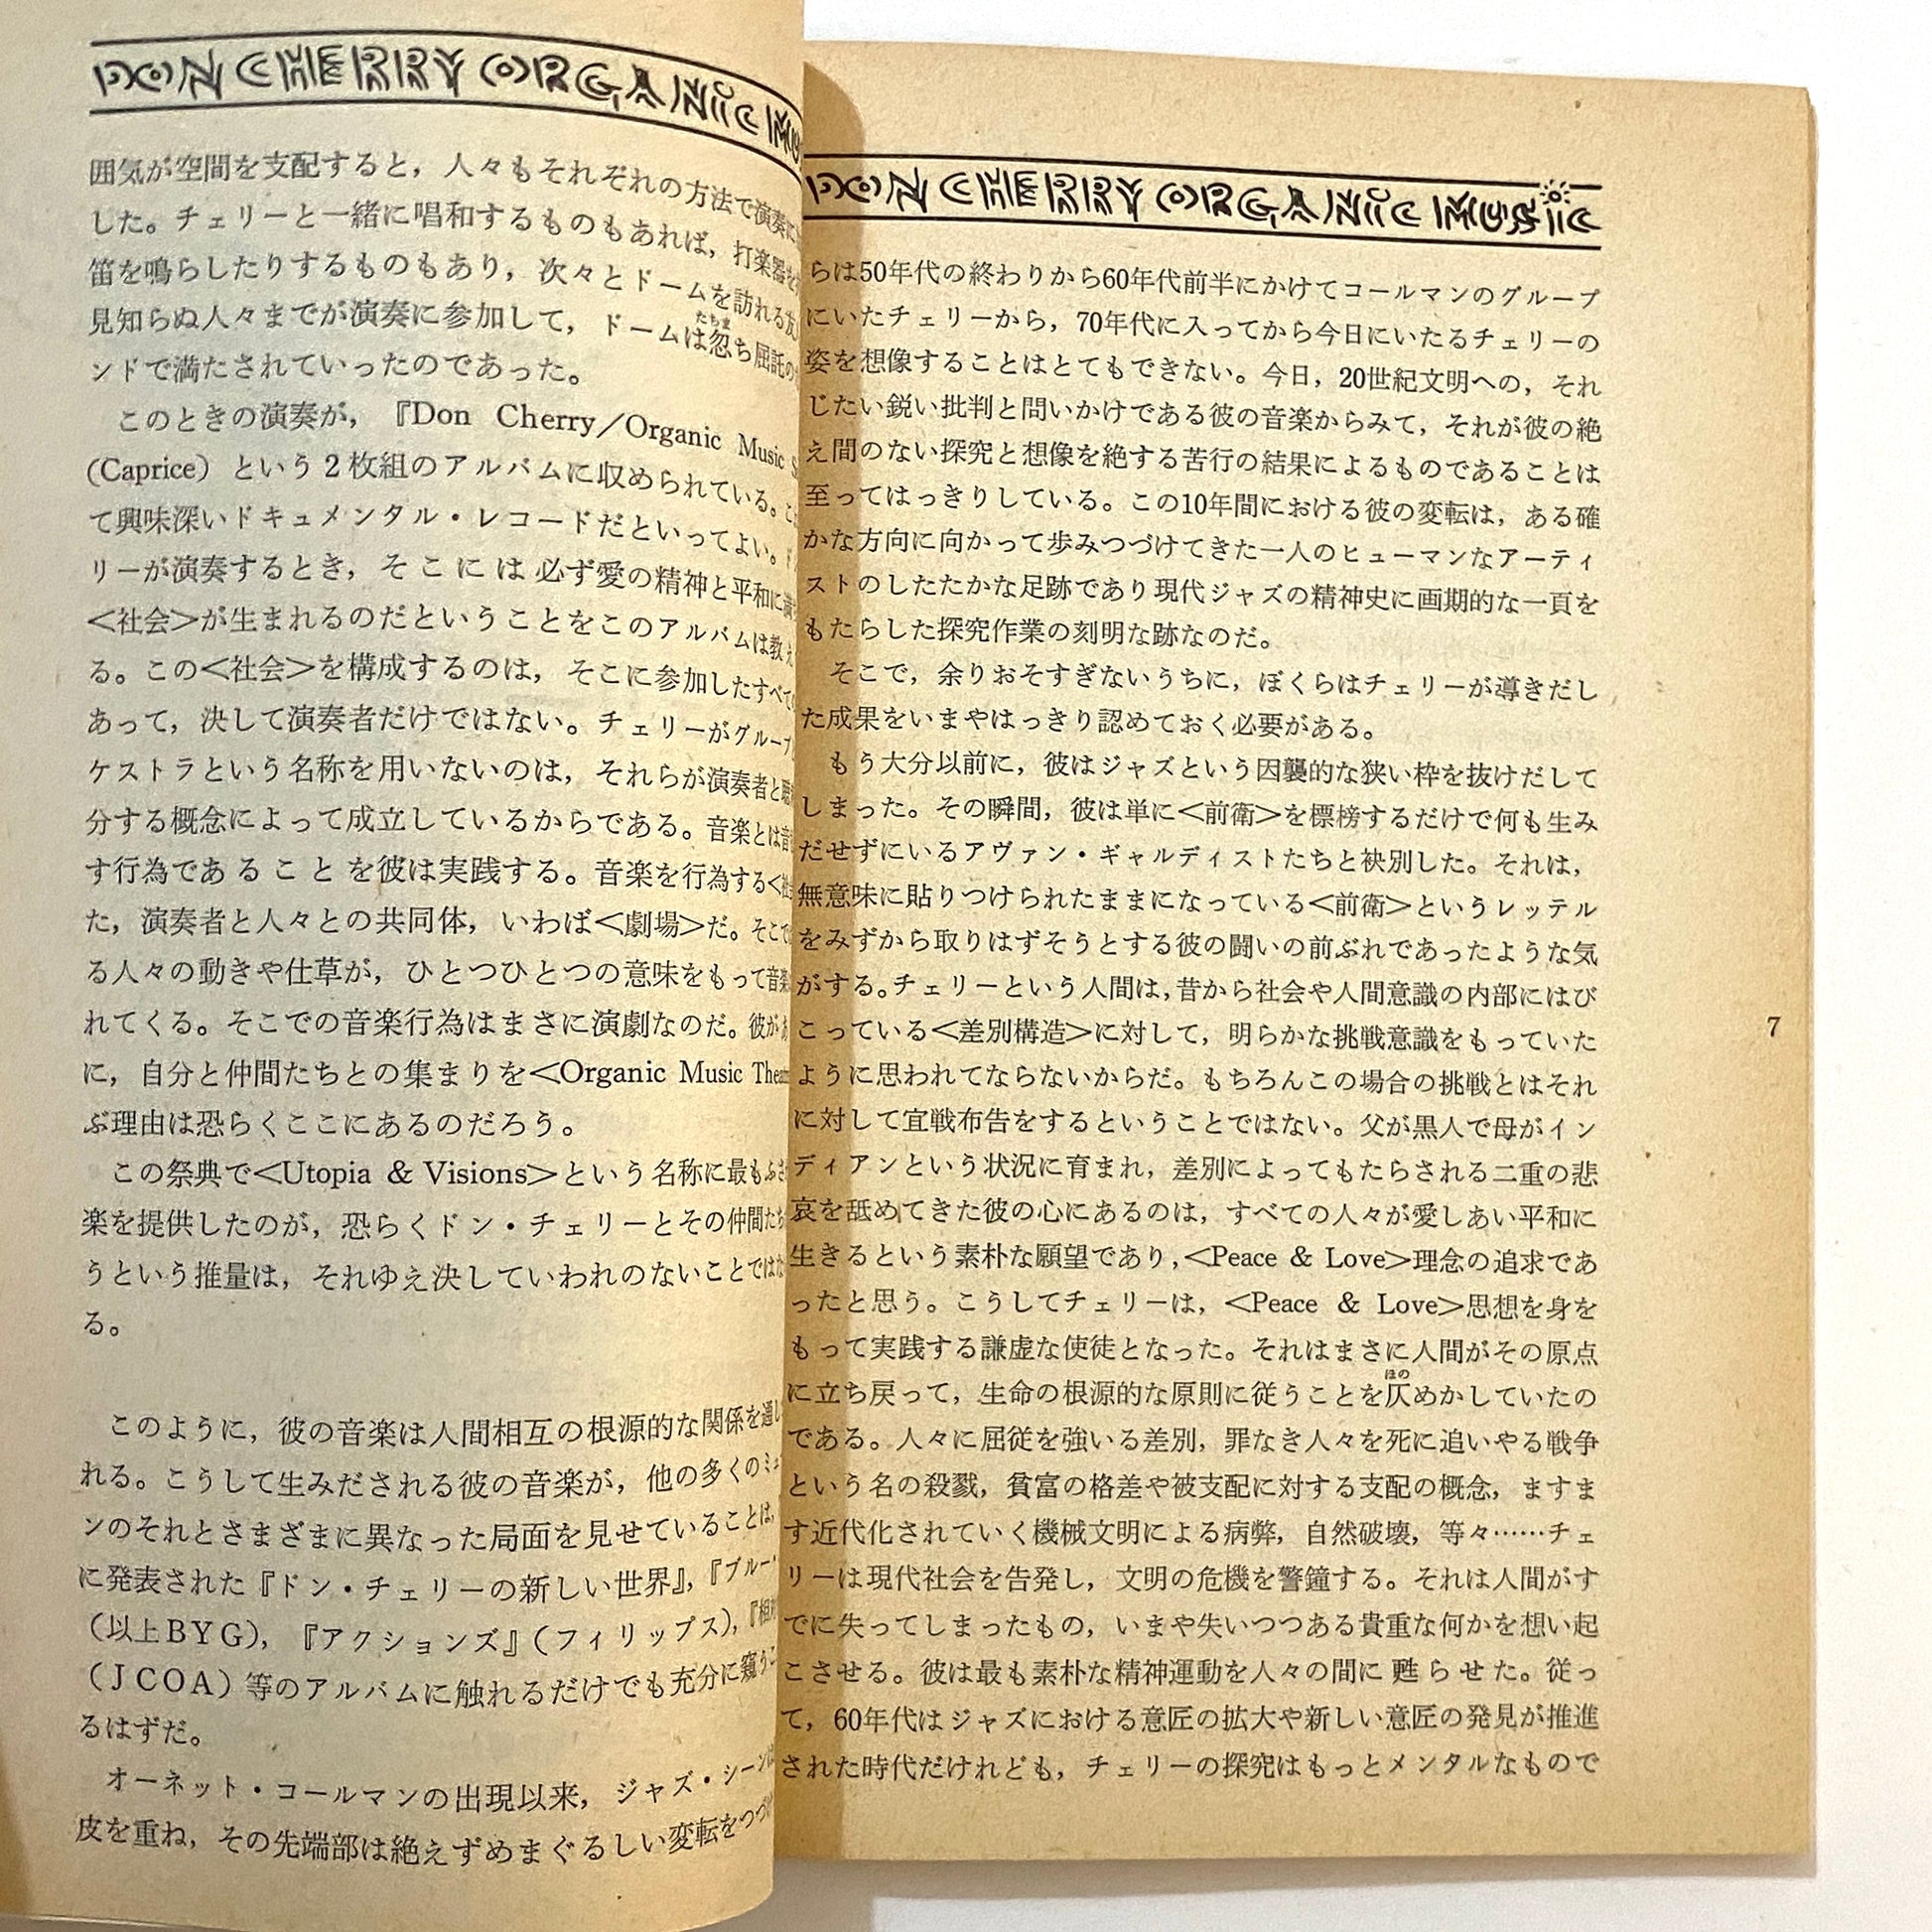 DON CHERRY ORGANIC MUS
囲気が空間を支配すると，人々もそれぞれの方法で演奏に
した。チェリーと一緒に唱和するものもあれば，打楽器を
笛を鳴らしたりするものもあり，次々とドームを訪れる友
見知らぬ人々までが演奏に参加して，ドームは忽ち屈託の
たちま
ンドで満たされていったのであった。
このときの演奏が，『Don Cherry／Organic Music S
(Caprice）という２枚組のアルバムに収められている。
て興味深いドキュメンタル・レコードだといってよい。
リーが演奏するとき，そこには必ず愛の精神と平和に満
＜社会＞が生まれるのだということをこのアルバムは教え
る。この＜社会＞を構成するのは，そこに参加したすべて
あって，決して演奏者だけではない。チェリーがグループ
ケストラという名称を用いないのは，それらが演奏者と聴
分する概念によって成立しているからである。音楽とは音
す行為であることを彼は実践する。音楽を行為する＜社
た，演奏者と人々との共同体，いわば＜劇場＞だ。そこで
る人々の動きや仕草が，ひとつひとつの意味をもって音楽
れてくる。そこでの音楽行為はまさに演劇なのだ。彼が
に，自分と仲間たちとの集まりを＜Organic Music Thea
ぶ理由は恐らくここにあるのだろう。
この祭典で＜Utopia & Visions＞という名称に最もふさ
楽を提供したのが，恐らくドン・チェリーとその仲間たち
うという推量は，それゆえ決していわれのないことではな
る。
このように，彼の音楽は人間相互の根源的な関係を通し
れる。こうして生みだされる彼の音楽が，他の多くのミュ
ンのそれとさまざまに異なった局面を見せていることは，
に発表された『ドン・チェリーの新しい世界』，『ブルー
（以上ＢＹＧ），『アクションズ』（フィリップス），『相対
（ＪＣＯＡ）等のアルバムに触れるだけでも充分に窺うこ
るはずだ。
オーネット・コールマンの出現以来，ジャズ・シーンは
皮を重ね，その先端部は絶えずめまぐるしい変転をつづ
DON CHERRY ORGANIC MUSIC
らは50年代の終わりから60年代前半にかけてコールマンのグループ
にいたチェリーから，70年代に入ってから今日にいたるチェリーの
姿を想像することはとてもできない。今日，20世紀文明への，それ
じたい鋭い批判と問いかけである彼の音楽からみて，それが彼の絶
え間のない探究と想像を絶する苦行の結果によるものであることは
至ってはっきりしている。この10年間における彼の変転は，ある確
かな方向に向かって歩みつづけてきた一人のヒューマンなアーティ
ストのしたたかな足跡であり現代ジャズの精神史に画期的な一頁を
もたらした探究作業の刻明な跡なのだ。
そこで，余りおそすぎないうちに，ぼくらはチェリーが導きだし
た成果をいまやはっきり認めておく必要がある。
もう大分以前に，彼はジャズという因襲的な狭い枠を抜けだして
しまった。その瞬間，彼は単に＜前衛＞を標榜するだけで何も生み
だせずにいるアヴァン・ギャルディストたちと袂別した。それは，
無意味に貼りつけられたままになっている＜前衛＞というレッテル
をみずから取りはずそうとする彼の闘いの前ぶれであったような気
がする。チェリーという人間は，昔から社会や人間意識の内部にはび
こっている＜差別構造＞に対して，明らかな挑戦意識をもっていた
ように思われてならないからだ。もちろんこの場合の挑戦とはそれ
に対して宜戦布告をするということではない。父が黒人で母がイン
ディアンという状況に育まれ，差別によってもたらされる二重の悲
哀を舐めてきた彼の心にあるのは，すべての人々が愛しあい平和に
生きるという素朴な願望であり，＜Peace & Love＞理念の追求であ
ったと思う。こうしてチェリーは，＜Peace & Love＞思想を身を
もって実践する謙虚な使徒となった。それはまさに人間がその原点
に立ち戻って，生命の根源的な原則に従うことを仄めかしていたの
ほの
である。人々に屈従を強いる差別，罪なき人々を死に追いやる戦争
という名の殺戮，貧富の格差や被支配に対する支配の概念，ますま
す近代化されていく機械文明による病弊，自然破壊，等々……チェ
リーは現代社会を告発し，文明の危機を警鐘する。それは人間がす
でに失ってしまったもの，いまや失いつつある貴重な何かを想い起
こさせる。彼は最も素朴な精神運動を人々の間に甦らせた。従っ
て，60年代はジャズにおける意匠の拡大や新しい意匠の発見が推進
された時代だけれども，チェリーの探究はもっとメンタルなもので
7